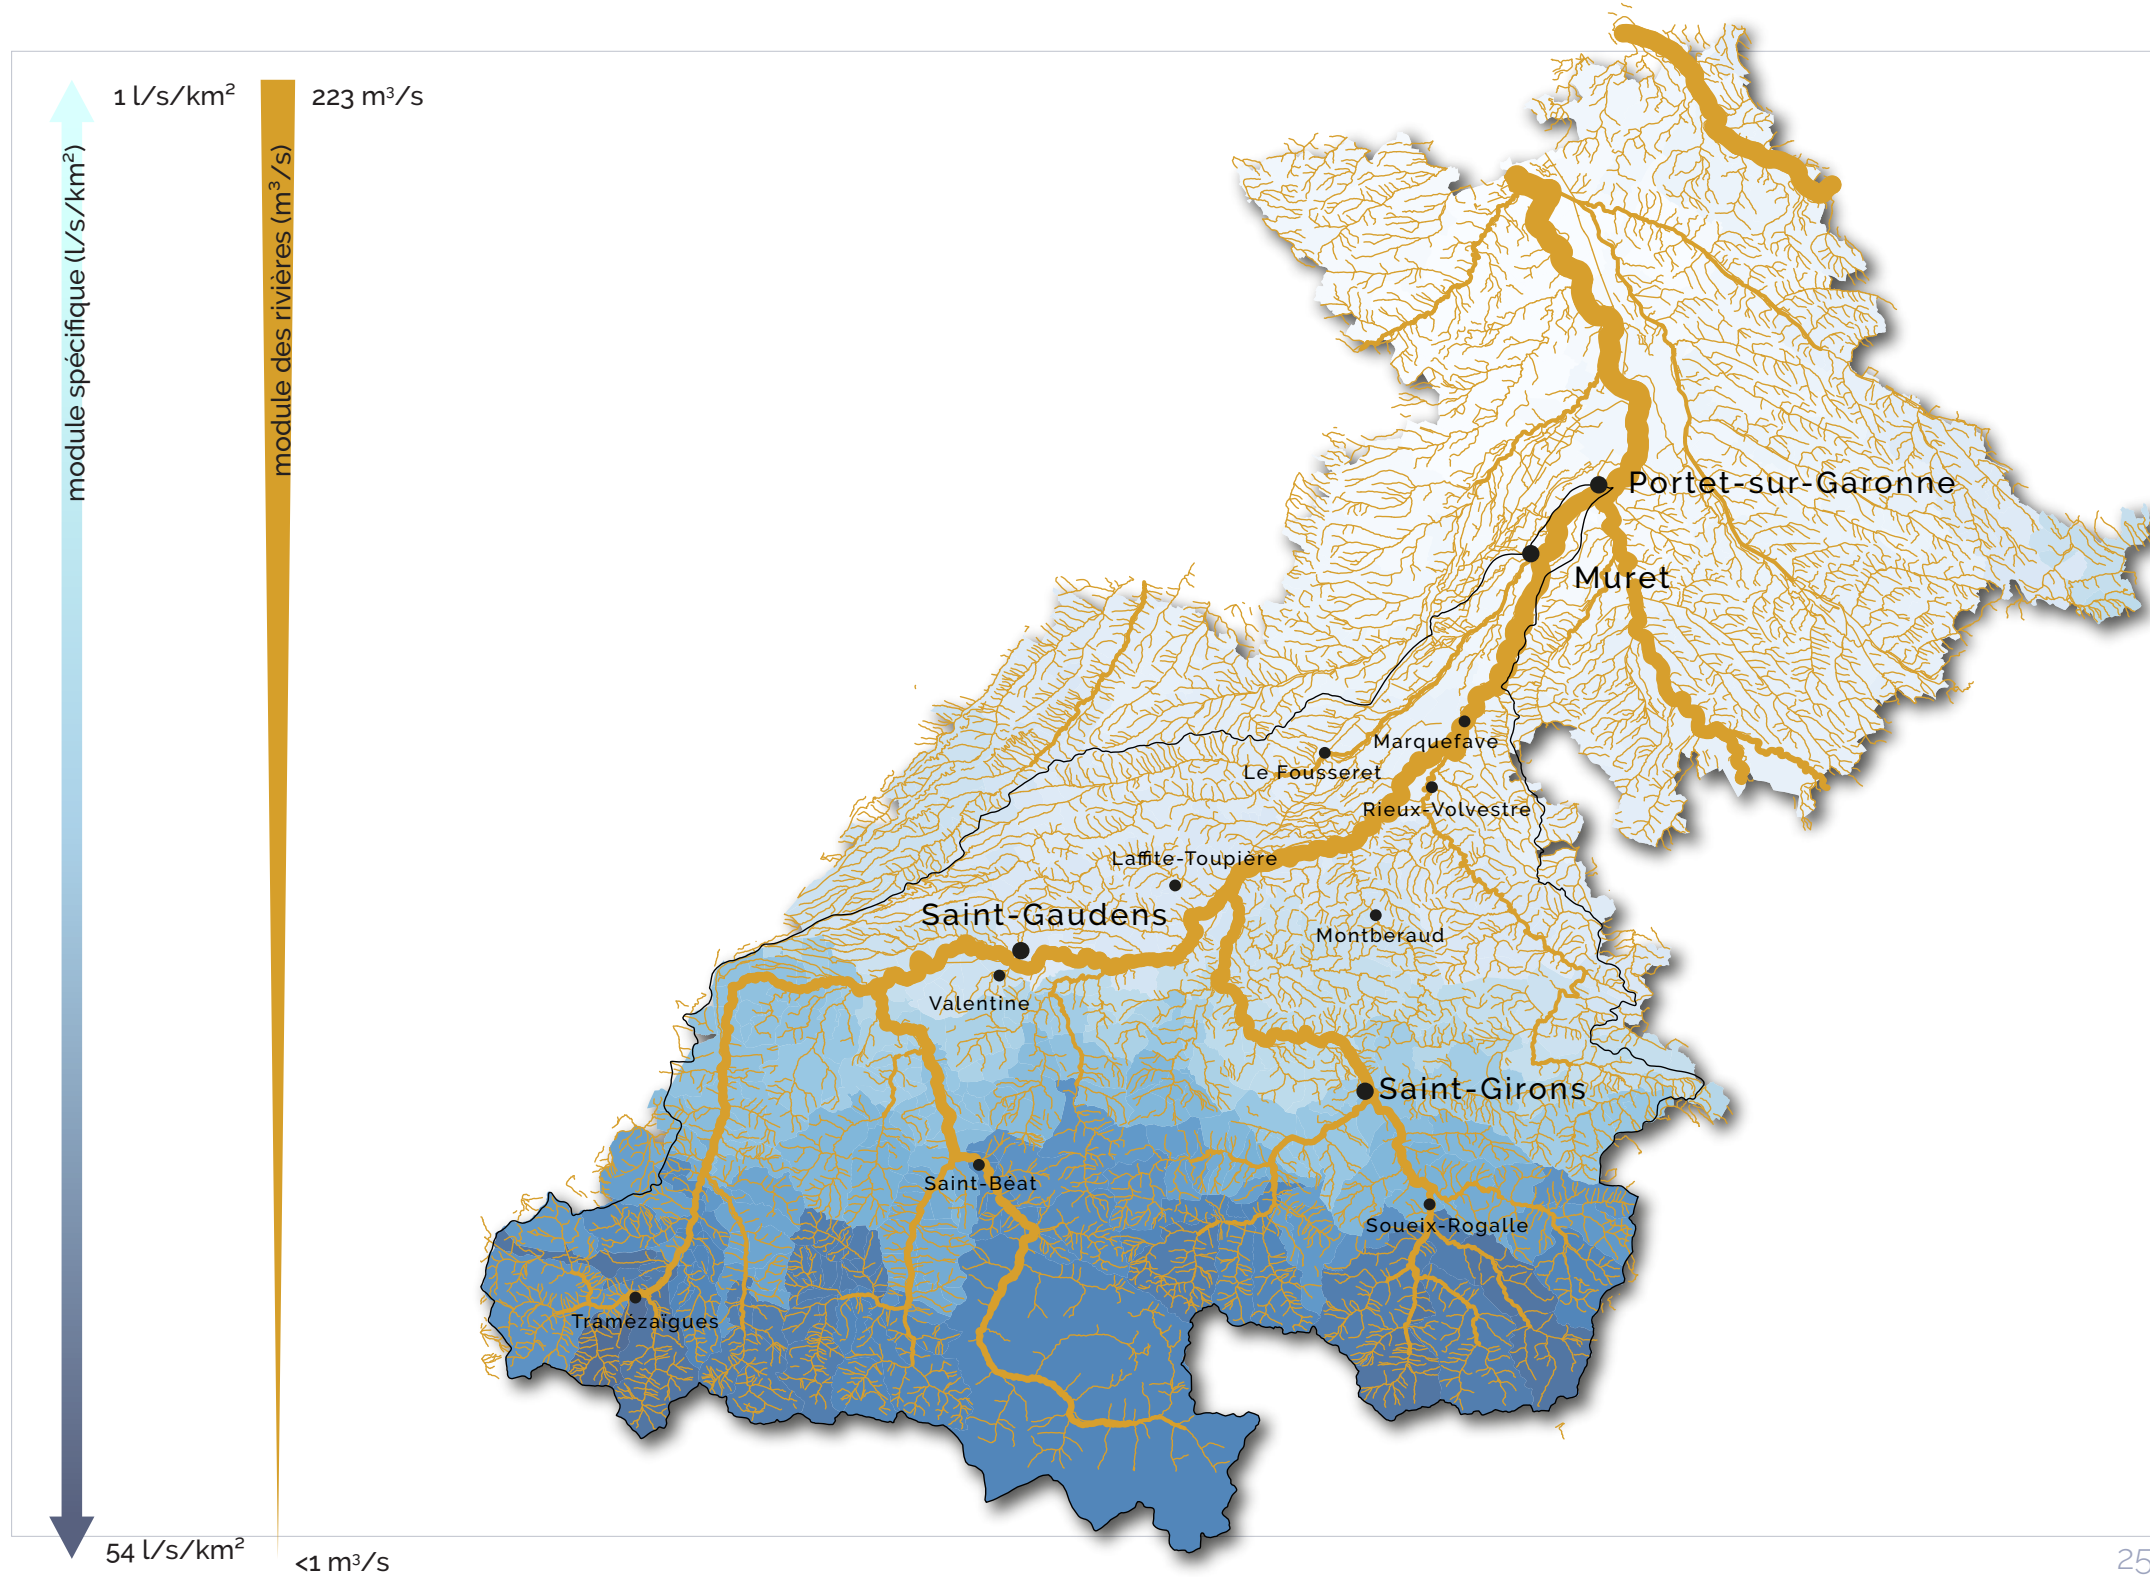 1 l/s/km²
223 m³/s
module spécifique (l/s/km²)
module des rivières (m³/s)
Portet-sur-Garonne
Muret
Marquefave
Le Fousseret
Rieux-Volvestre
Laffite-Toupière
Saint-Gaudens
Montberaud
Valentine
Saint-Girons
Saint-Béat
Soueix-Rogalle
Tramézaïgues
54 l/s/km²
<1 m³/s
25